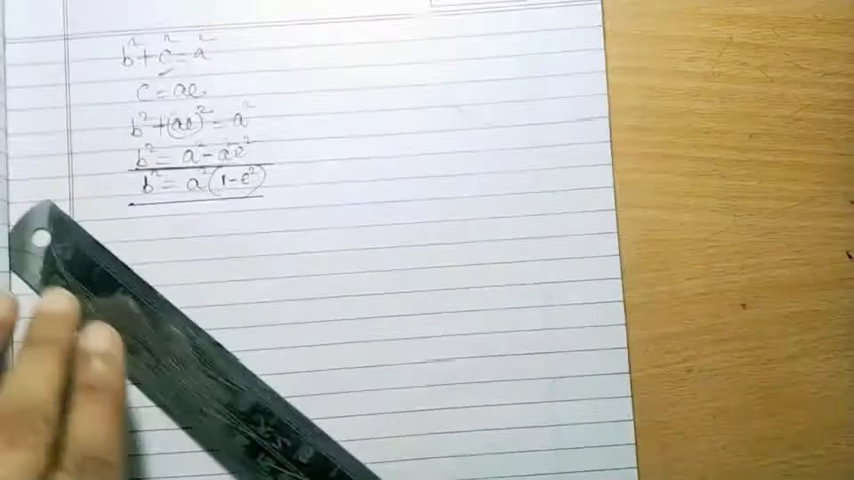 b² + c² = a²
c = ae
b² + (ae)² = a²
b² = a² - a²e²
b² = a² (1-e²)